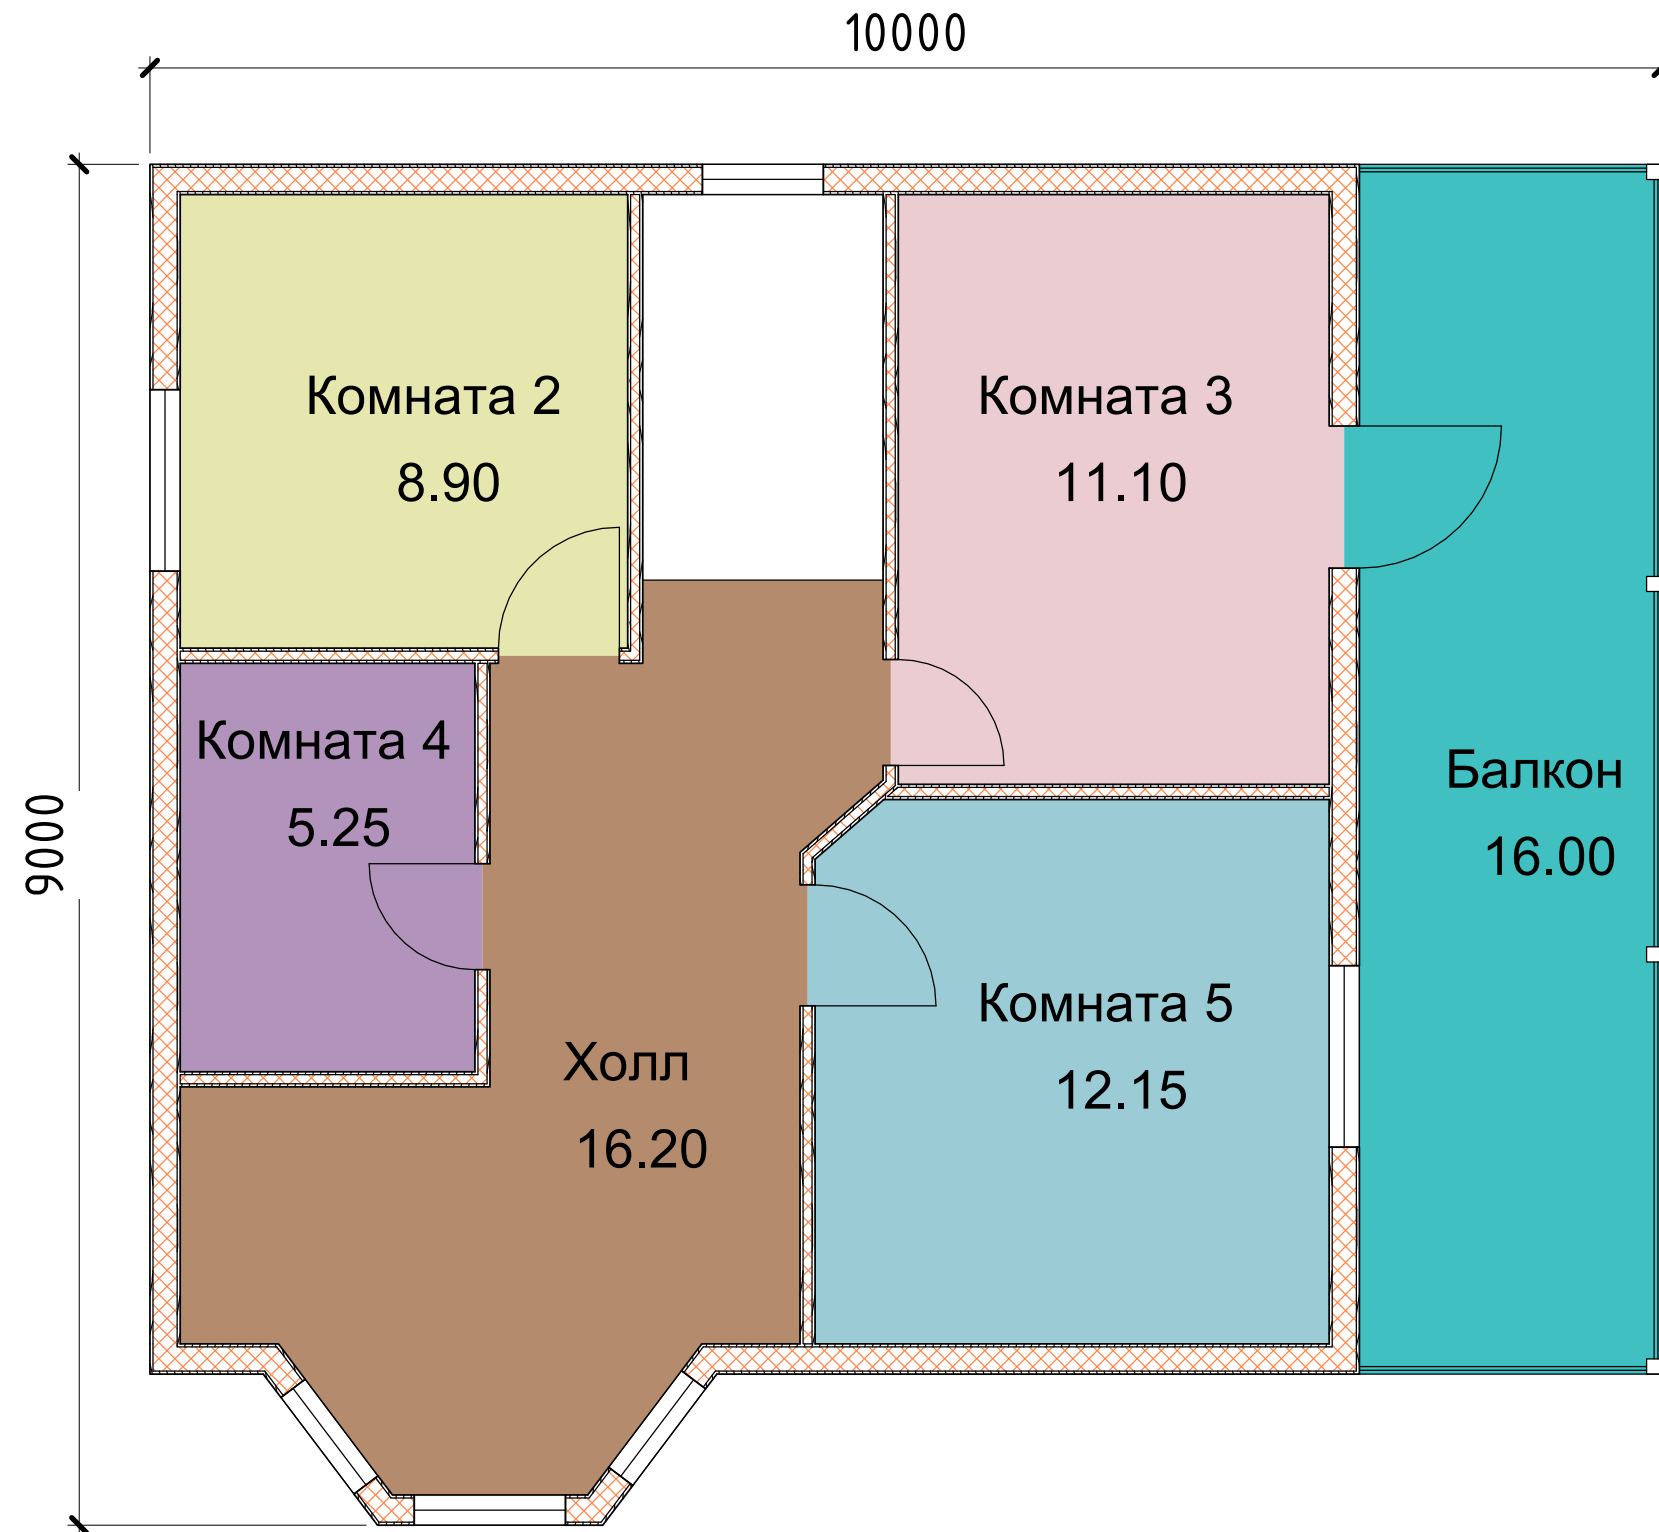 10000
Комната 2
8.90
Комната 3
11.10
Комната 4
5.25
Балкон
16.00
9000
Комната 5
12.15
Холл
16.20